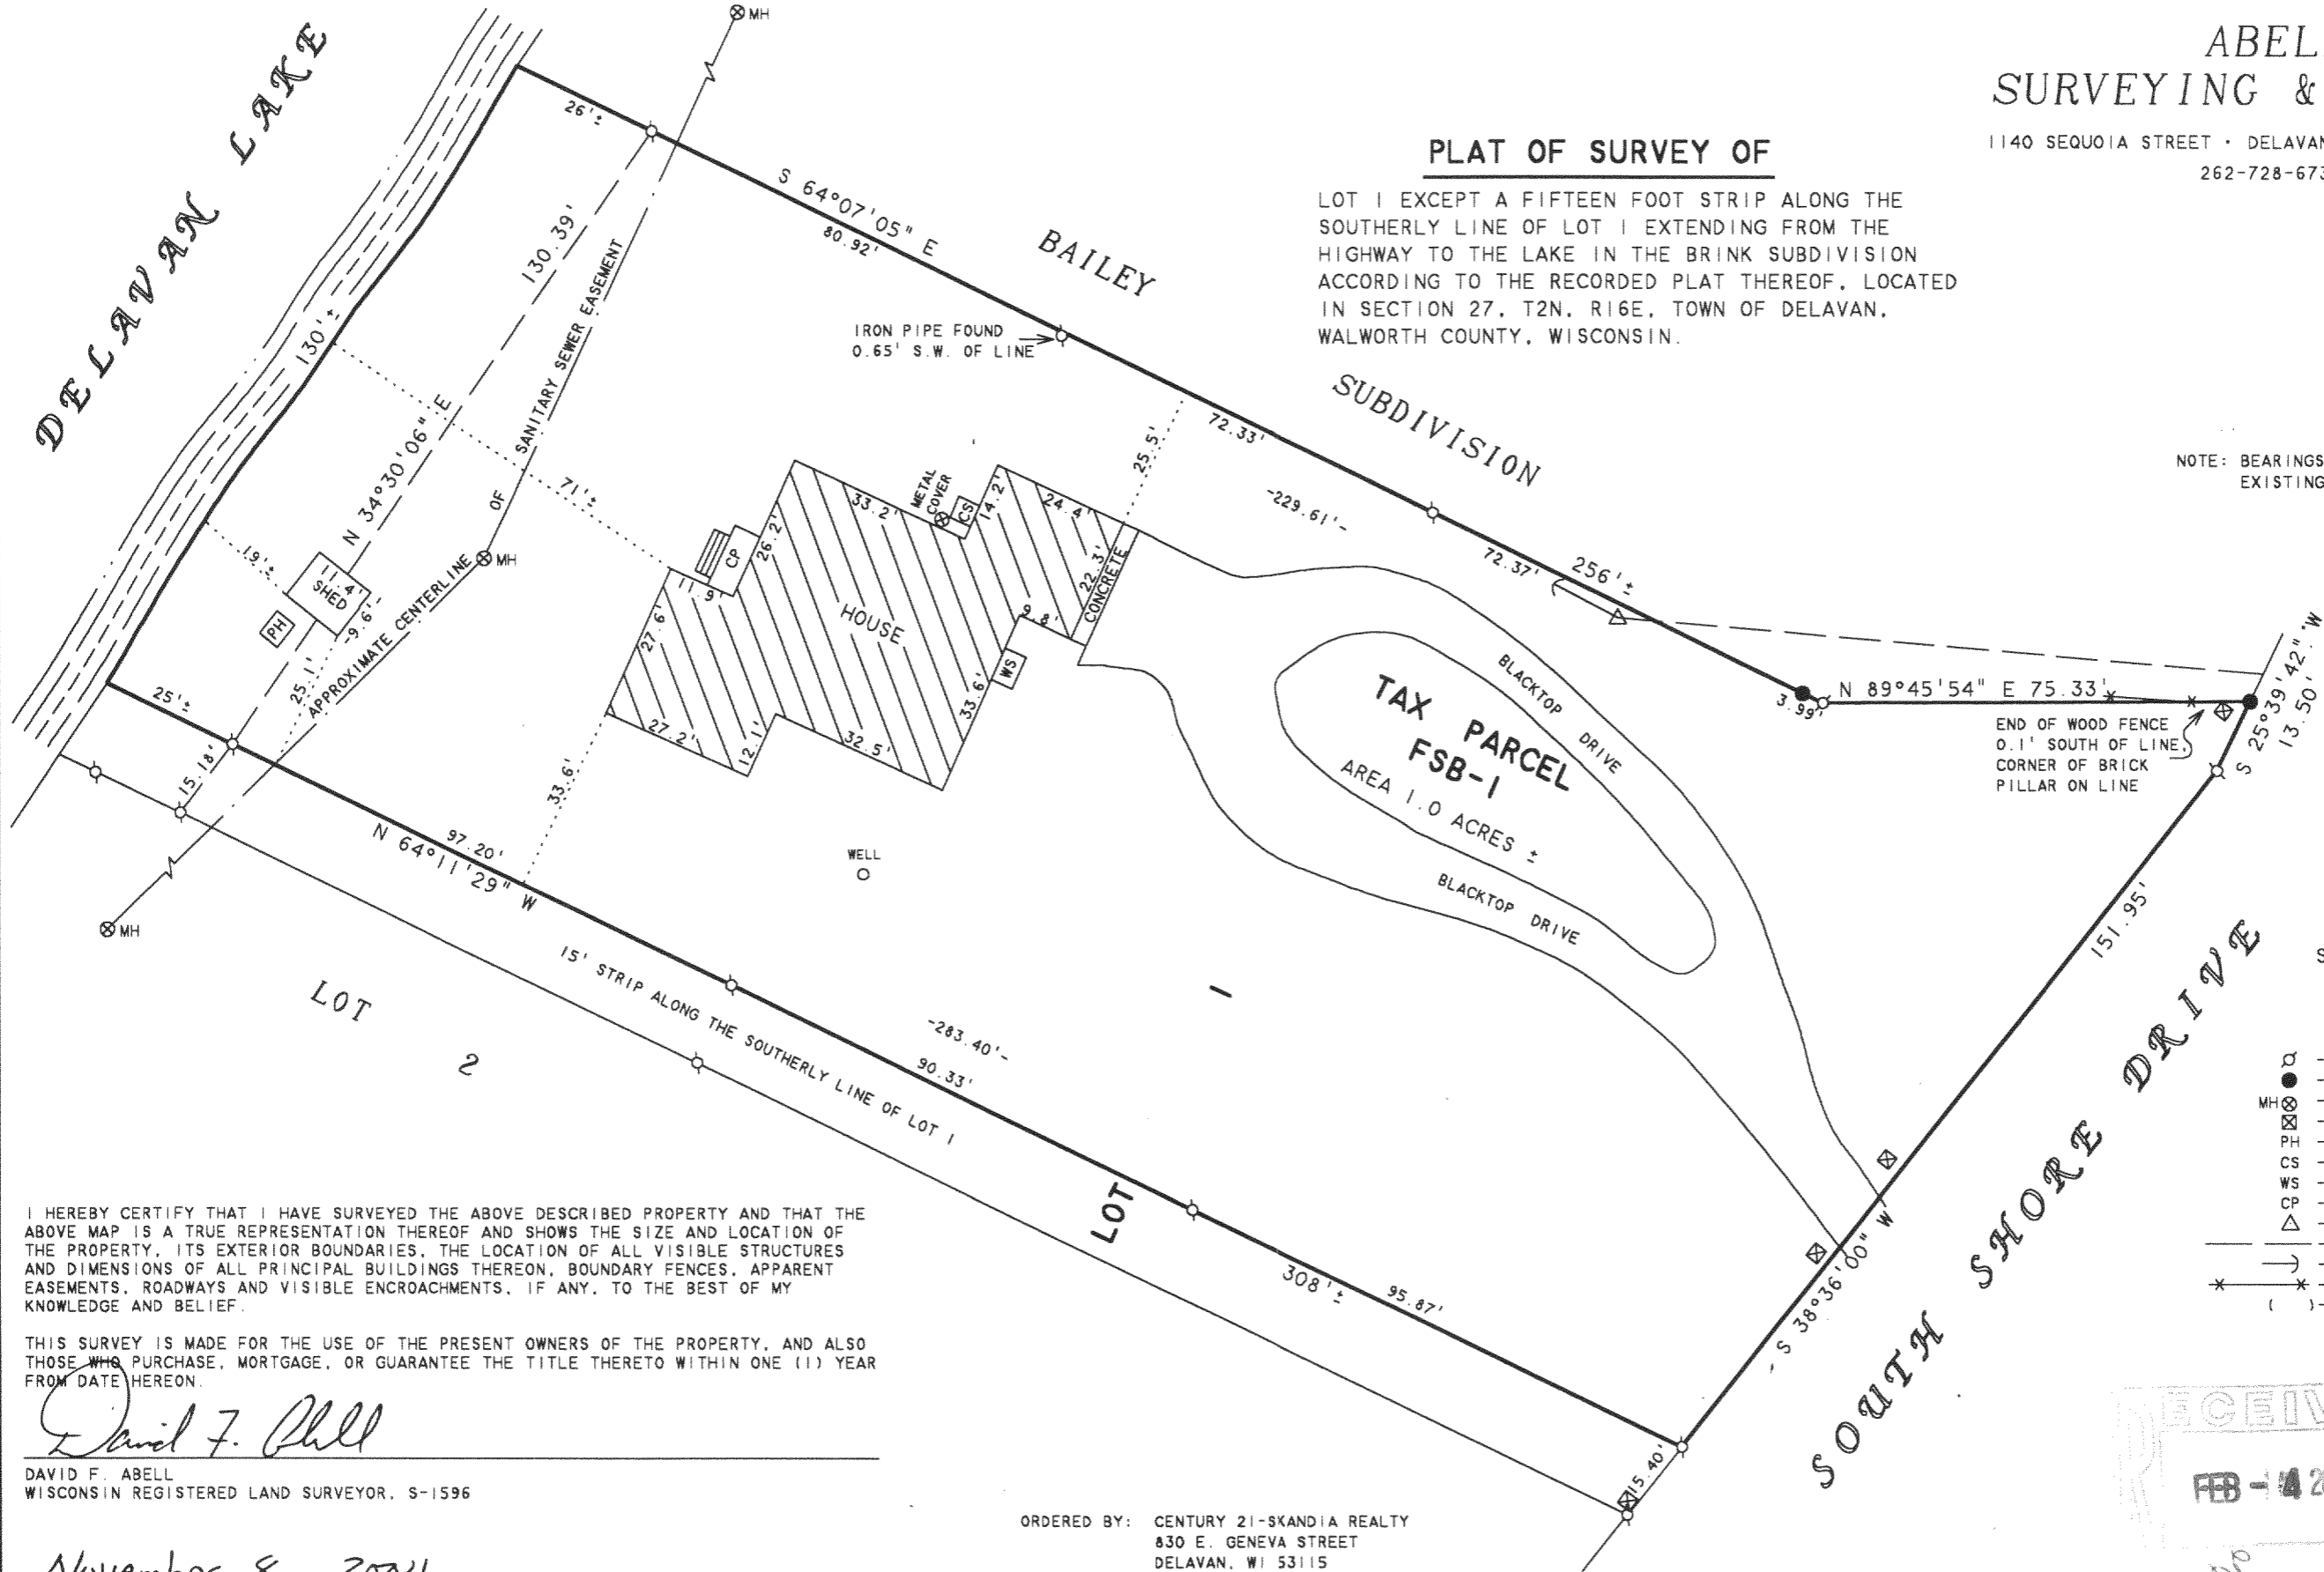 ABEL
SURVEYING &
1140 SEQUOIA STREET • DELAVAN
262-728-673
PLAT OF SURVEY OF
LOT 1 EXCEPT A FIFTEEN FOOT STRIP ALONG THE
SOUTHERLY LINE OF LOT 1 EXTENDING FROM THE
HIGHWAY TO THE LAKE IN THE BRINK SUBDIVISION
ACCORDING TO THE RECORDED PLAT THEREOF, LOCATED
IN SECTION 27, T2N, R16E, TOWN OF DELAVAN,
WALWORTH COUNTY, WISCONSIN.
NOTE: BEARINGS
EXISTING
DELAVAN LAKE
MH
26'±
S 64°07'05" E
80.92'
BAILEY
SUBDIVISION
130.39'
N 34°30'06" E
130'±
APPROXIMATE CENTERLINE OF SANITARY SEWER EASEMENT
IRON PIPE FOUND
0.65' S.W. OF LINE
72.33'
25.5'
-229.61'-
72.37'
256'±
71'±
19'±
MH
11.4'
SHED
-9.6'
PH
25.1'
25'±
15.18'
33.2'
METAL
COVER
CS
14.2'
24.4'
22.3'
CONCRETE
9.8'
26.2'
CP
11.9'
HOUSE
27.6'
WS
33.6'
27.2'
12.1'
32.5'
33.6'
TAX PARCEL
FSB-1
AREA 1.0 ACRES ±
BLACKTOP DRIVE
BLACKTOP DRIVE
3.99'
N 89°45'54" E 75.33'
END OF WOOD FENCE
0.1' SOUTH OF LINE,
CORNER OF BRICK
PILLAR ON LINE
S 25°39'42" W
13.50'
151.95'
S 38°36'00" W
SOUTH SHORE DRIVE
97.20'
N 64°11'29" W
WELL
MH
LOT
2
15' STRIP ALONG THE SOUTHERLY LINE OF LOT 1
-283.40'-
90.33'
LOT
1
308'±
95.87'
15.40'
S
MH
PH
CS
WS
CP
( )-
I HEREBY CERTIFY THAT I HAVE SURVEYED THE ABOVE DESCRIBED PROPERTY AND THAT THE
ABOVE MAP IS A TRUE REPRESENTATION THEREOF AND SHOWS THE SIZE AND LOCATION OF
THE PROPERTY, ITS EXTERIOR BOUNDARIES, THE LOCATION OF ALL VISIBLE STRUCTURES
AND DIMENSIONS OF ALL PRINCIPAL BUILDINGS THEREON, BOUNDARY FENCES, APPARENT
EASEMENTS, ROADWAYS AND VISIBLE ENCROACHMENTS, IF ANY, TO THE BEST OF MY
KNOWLEDGE AND BELIEF.
THIS SURVEY IS MADE FOR THE USE OF THE PRESENT OWNERS OF THE PROPERTY, AND ALSO
THOSE WHO PURCHASE, MORTGAGE, OR GUARANTEE THE TITLE THERETO WITHIN ONE (1) YEAR
FROM DATE HEREON.
David F. Abell
DAVID F. ABELL
WISCONSIN REGISTERED LAND SURVEYOR, S-1596
November 8, 2004
ORDERED BY: CENTURY 21-SKANDIA REALTY
830 E. GENEVA STREET
DELAVAN, WI 53115
RECEIV
FEB - 4 2